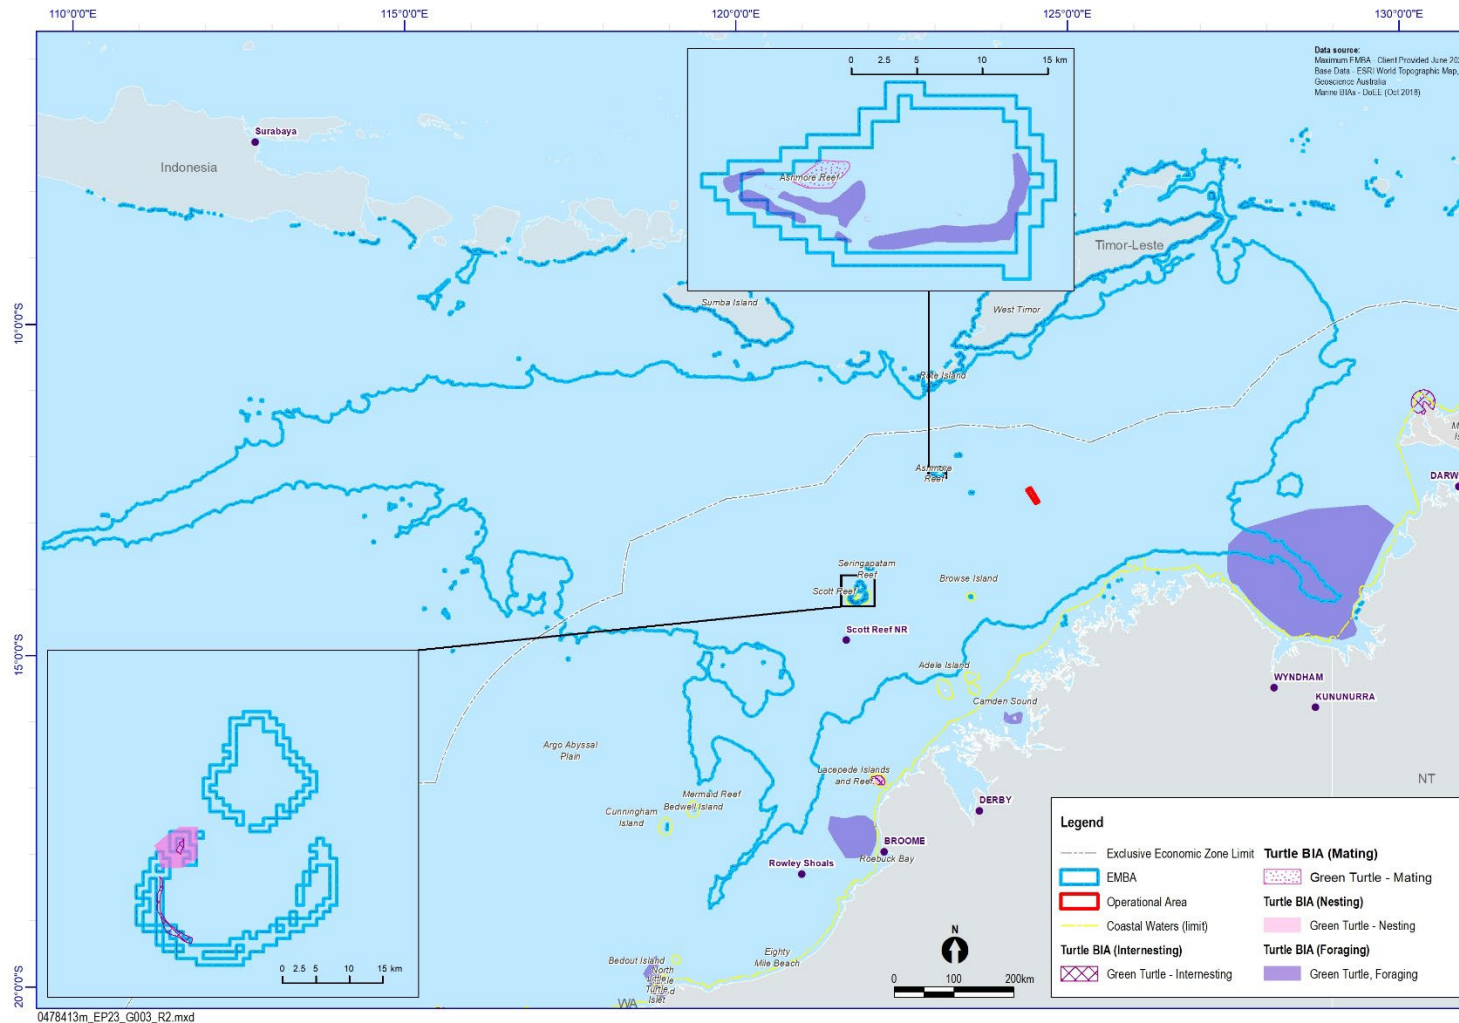 110°0'0"E 115°0'0"E 120°0'0"E 125°0'0"E 130°0'0"E
Data source:
Maximum EMBA - Client Provided June
Base Data - ESRI World Topographic Map,
Geoscience Australia
Marine BIAs - DoEE (Oct 2018)
0 2.5 5 10 15 km
Surabaya
Indonesia
Ashmore Reef
Timor-Leste
Sumba Island
West Timor
10°0'0"S
Rote Island
Ashmore
Reef
Seringapatam
Reef
Scott Reef
Browse Island
Scott Reef NR
15°0'0"S
Adele Island
WYNDHAM
KUNUNURRA
Camden Sound
Argo Abyssal
Plain
Lacepede Islands
and Reef
NT
Mermaid Reef
Bedwell Island
Cunningham
Island
DERBY
BROOME
Roebuck Bay
Rowley Shoals
Eighty
Mile Beach
Bedout Island
North
Turtle
Islet
WA
20°0'0"S
0 2.5 5 10 15 km
N
0 100 200km
Legend
Exclusive Economic Zone Limit
EMBA
Operational Area
Coastal Waters (limit)
Turtle BIA (Internesting)
Green Turtle - Internesting
Turtle BIA (Mating)
Green Turtle - Mating
Turtle BIA (Nesting)
Green Turtle - Nesting
Turtle BIA (Foraging)
Green Turtle, Foraging
0478413m_EP23_G003_R2.mxd